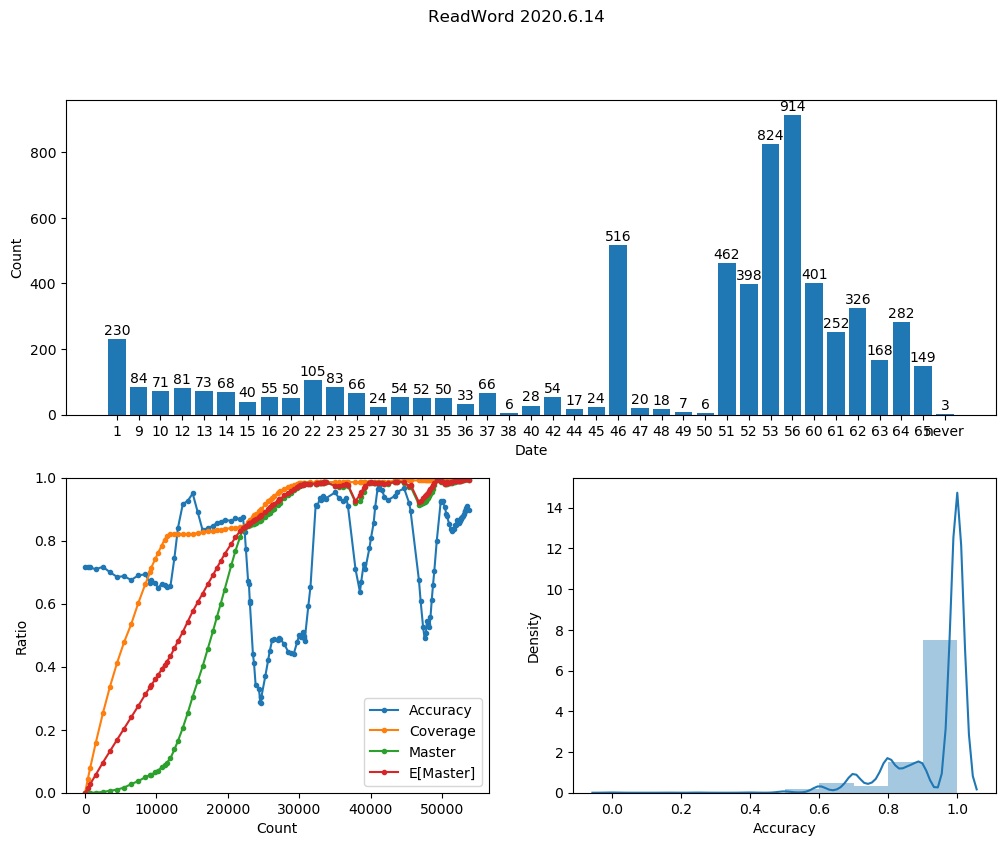 ReadWord 2020.6.14
Count
800
600
400
200
0
230 84 71 81 73 68 40 55 50 105 83 66 24 54 52 50 33 66 6 28 54 17 24 516 20 18 7 6 462 398 824 914 401 252 326 168 282 149 3
1 9 10 12 13 14 15 16 20 22 23 25 27 30 31 35 36 37 38 40 42 44 45 46 47 48 49 50 51 52 53 56 60 61 62 63 64 65 never
Date
Ratio
1.0
0.8
0.6
0.4
0.2
0.0
Accuracy
Coverage
Master
E[Master]
0 10000 20000 30000 40000 50000
Count
Density
14
12
10
8
6
4
2
0
0.0 0.2 0.4 0.6 0.8 1.0
Accuracy